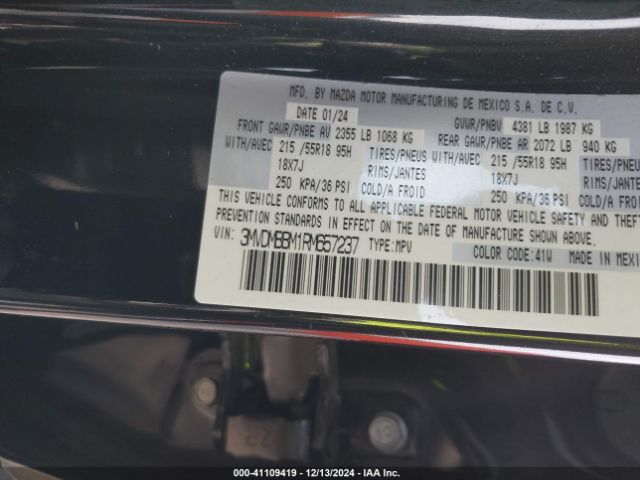 MFD. BY MAZDA MOTOR MANUFACTURING DE MEXICO S.A. DE C.V.
DATE 01/24 GVWR/PNBV 4381 LB 1987 KG
FRONT GAWR/PNBE AV 2355 LB 1068 KG REAR GAWR/PNBE AR 2072 LB 940 KG
WITH/AVEC 215 /55R18 95H TIRES/PNEUS WITH/AVEC 215 /55R18 95H TIRES/PNEUS
18X7J RIMS/JANTES 18X7J RIMS/JANTES
250 KPA/36 PSI COLD/A FROID 250 KPA/36 PSI COLD/A FROID
THIS VEHICLE CONFORMS TO ALL APPLICABLE FEDERAL MOTOR VEHICLE SAFETY AND THEFT
PREVENTION STANDARDS IN EFFECT ON THE DATE OF MANUFACTURE SHOWN ABOVE.
VIN: 3MVDMBBM1RM657237 TYPE:MPV
COLOR CODE:41W MADE IN MEXI
000-41109419 - 12/13/2024 - IAA Inc.